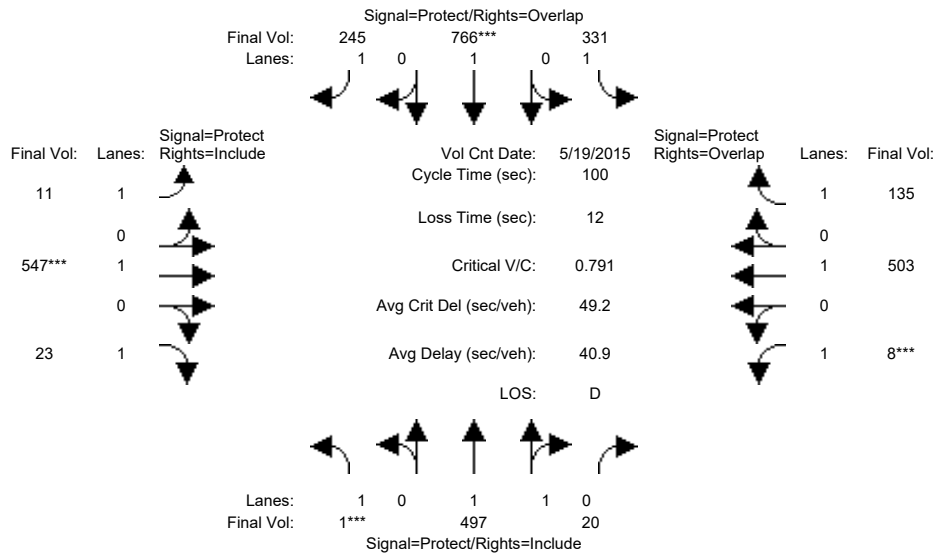 Signal=Protect/Rights=Overlap
Final Vol: 245 766*** 331
Lanes: 1 0 1 0 1
Signal=Protect
Final Vol: Lanes: Rights=Include
Vol Cnt Date: 5/19/2015
Signal=Protect
Rights=Overlap Lanes: Final Vol:
Cycle Time (sec): 100
11 1
1 135
Loss Time (sec): 12
0
0
547*** 1
Critical V/C: 0.791
1 503
0
Avg Crit Del (sec/veh): 49.2
0
23 1
Avg Delay (sec/veh): 40.9
1 8***
LOS: D
Lanes: 1 0 1 1 0
Final Vol: 1*** 497 20
Signal=Protect/Rights=Include